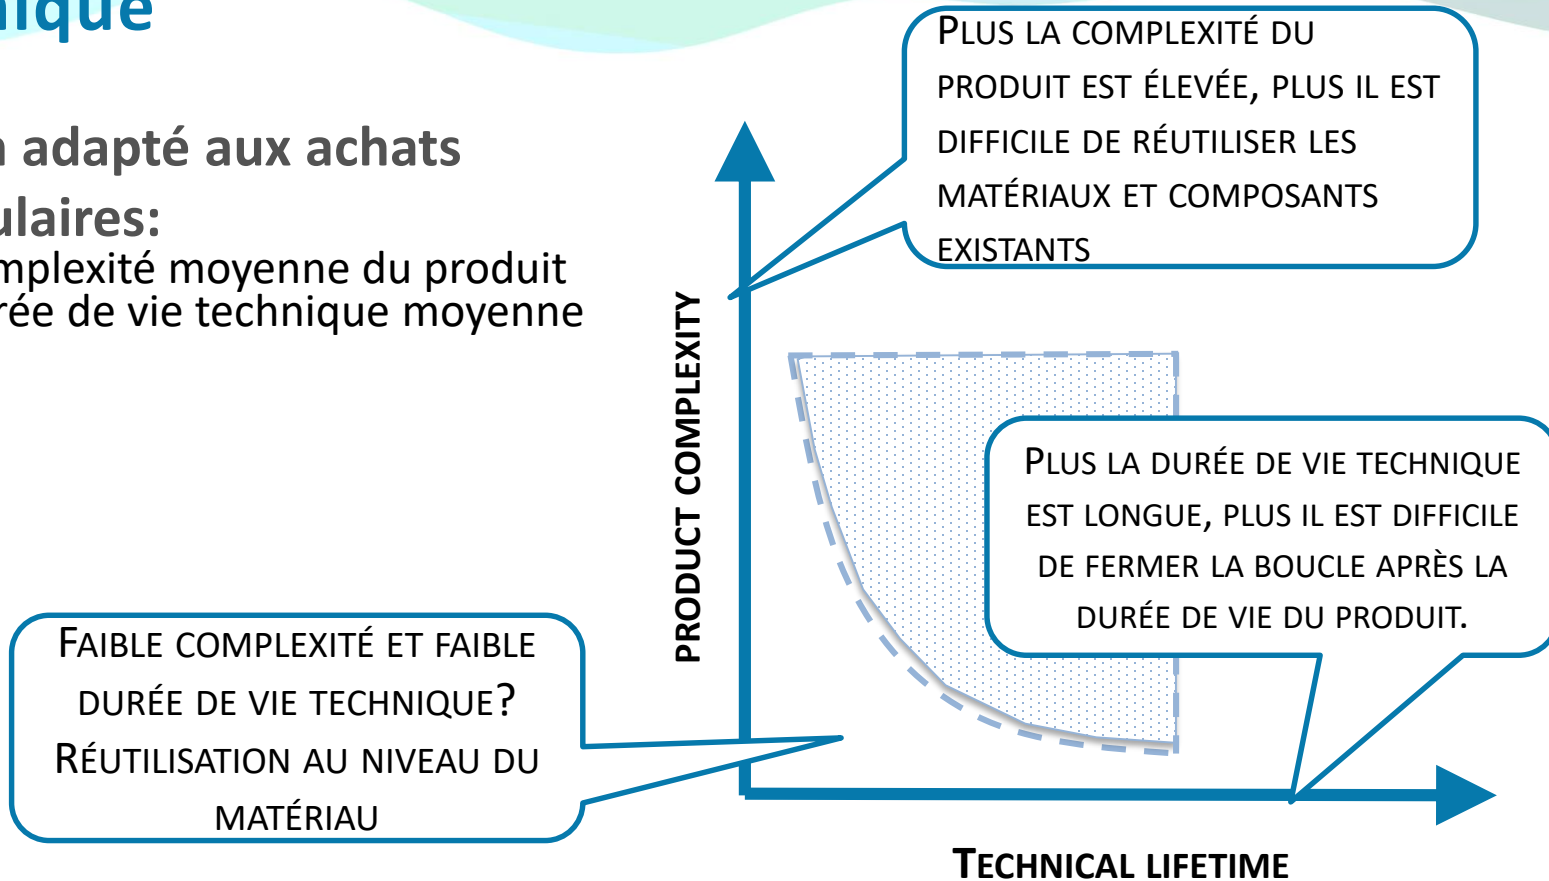 nique
adapté aux achats
ulaires:
mplexité moyenne du produit
rée de vie technique moyenne
PLUS LA COMPLEXITÉ DU
PRODUIT EST ÉLEVÉE, PLUS IL EST
DIFFICILE DE RÉUTILISER LES
MATÉRIAUX ET COMPOSANTS
EXISTANTS
PRODUCT COMPLEXITY
PLUS LA DURÉE DE VIE TECHNIQUE
EST LONGUE, PLUS IL EST DIFFICILE
DE FERMER LA BOUCLE APRÈS LA
DURÉE DE VIE DU PRODUIT.
FAIBLE COMPLEXITÉ ET FAIBLE
DURÉE DE VIE TECHNIQUE?
RÉUTILISATION AU NIVEAU DU
MATÉRIAU
TECHNICAL LIFETIME